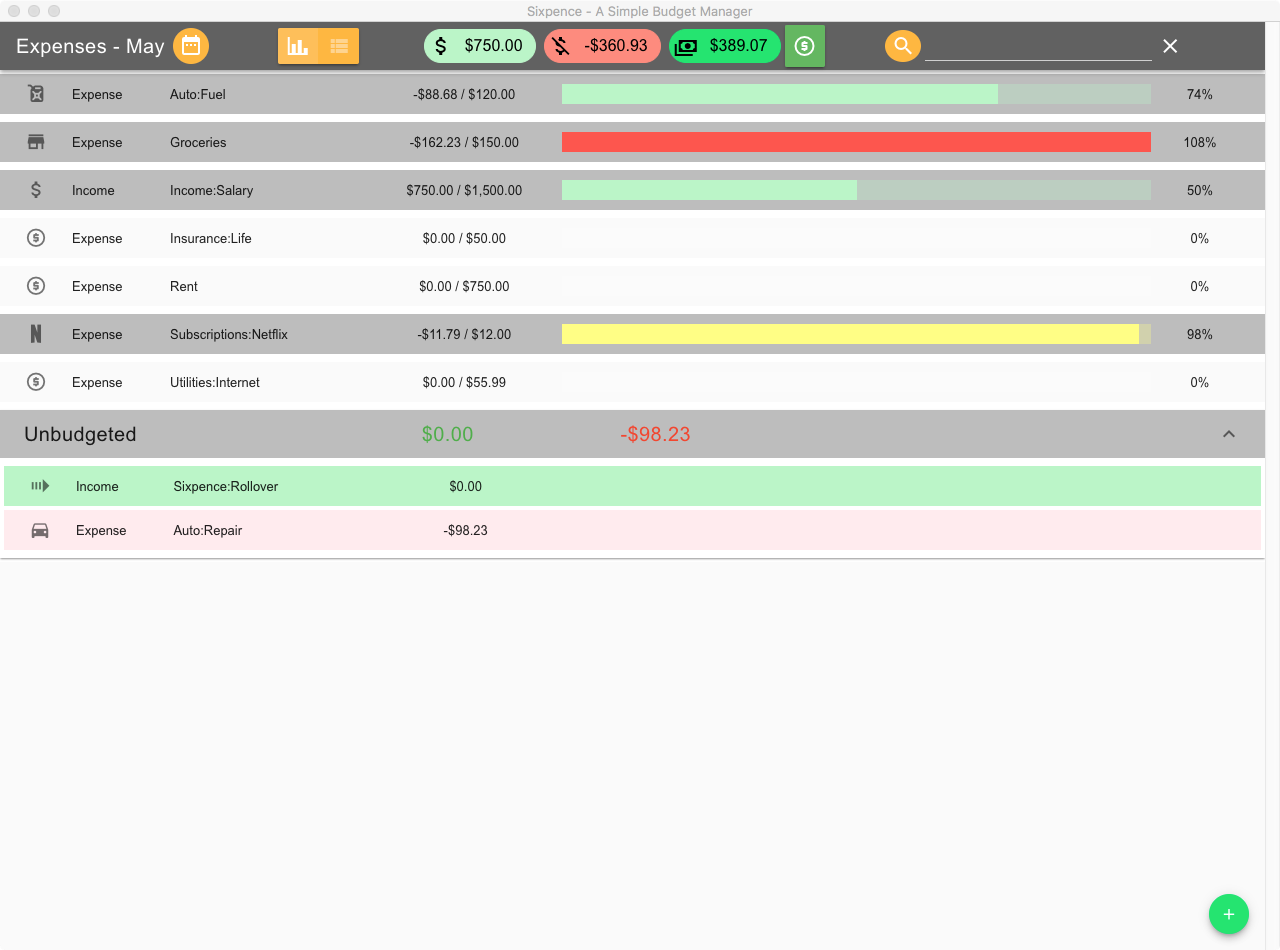 Sixpence - A Simple Budget Manager
Expenses - May $750.00 -$360.93 $389.07
Expense Auto:Fuel -$88.68 / $120.00 74%
Expense Groceries -$162.23 / $150.00 108%
Income Income:Salary $750.00 / $1,500.00 50%
Expense Insurance:Life $0.00 / $50.00 0%
Expense Rent $0.00 / $750.00 0%
Expense Subscriptions:Netflix -$11.79 / $12.00 98%
Expense Utilities:Internet $0.00 / $55.99 0%
Unbudgeted $0.00 -$98.23
Income Sixpence:Rollover $0.00
Expense Auto:Repair -$98.23